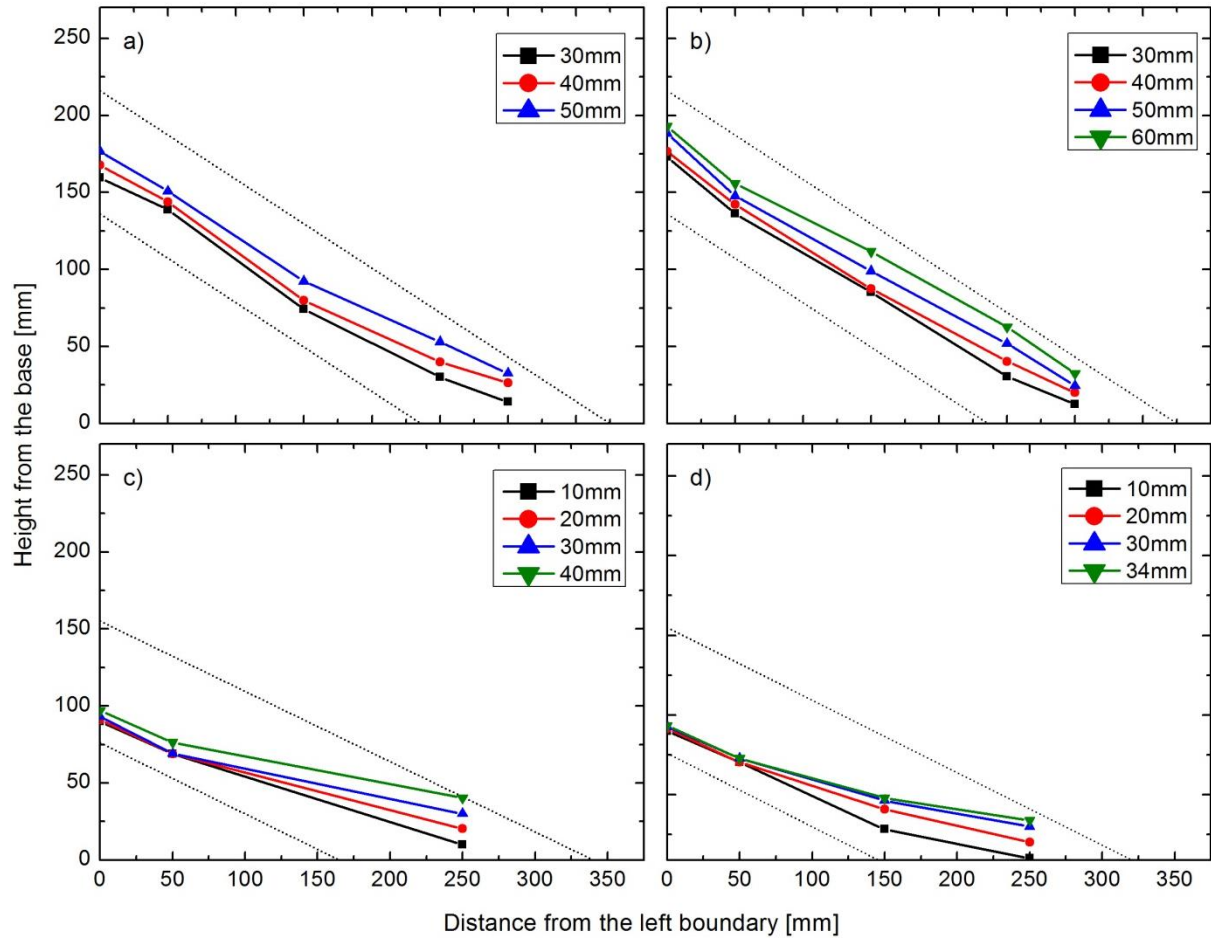 a)
30mm
40mm
50mm
b)
30mm
40mm
50mm
60mm
250
200
150
100
50
0
c)
10mm
20mm
30mm
40mm
d)
10mm
20mm
30mm
34mm
250
200
150
100
50
0
0 50 100 150 200 250 300 350
0 50 100 150 200 250 300 350
Height from the base [mm]
Distance from the left boundary [mm]